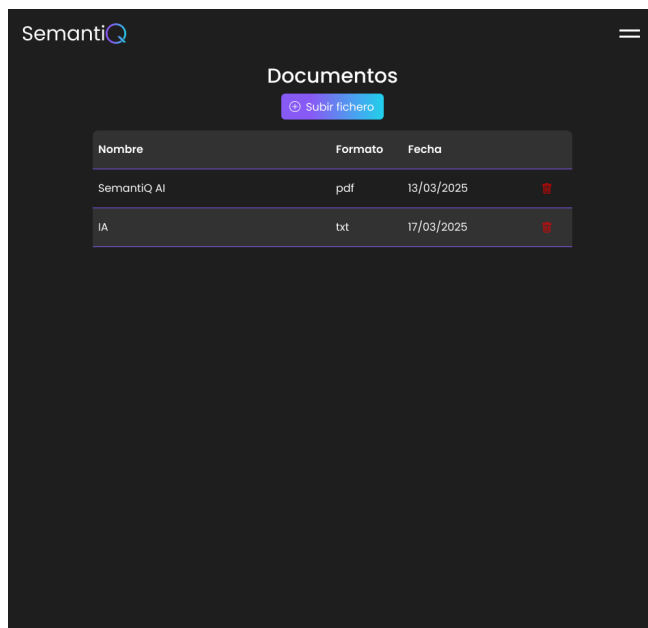 SemantiQ
Documentos
Subir fichero
Nombre Formato Fecha
SemantiQ AI pdf 13/03/2025
IA txt 17/03/2025